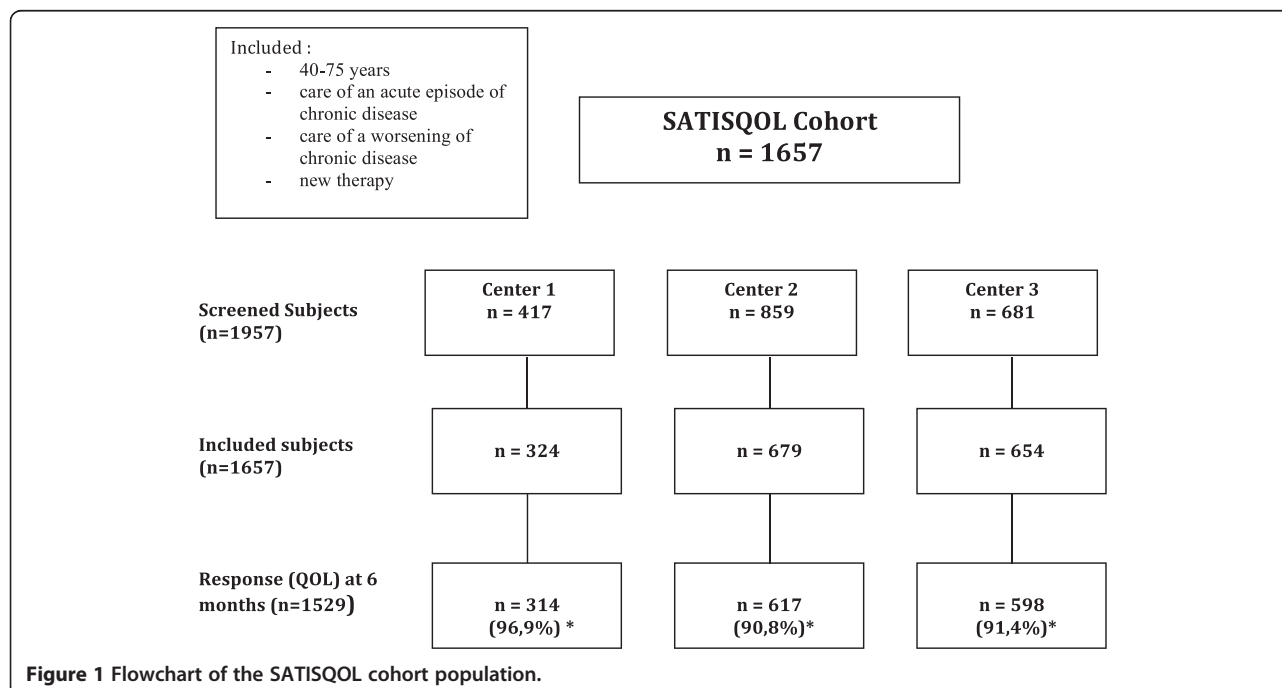 Included :
- 40-75 years
- care of an acute episode of
chronic disease
- care of a worsening of
chronic disease
- new therapy
SATISQOL Cohort
n = 1657
Screened Subjects
(n=1957)
Center 1
n = 417
Center 2
n = 859
Center 3
n = 681
Included subjects
(n=1657)
n = 324
n = 679
n = 654
Response (QOL) at 6
months (n=1529)
n = 314
(96,9%) *
n = 617
(90,8%)*
n = 598
(91,4%)*
Figure 1 Flowchart of the SATISQOL cohort population.